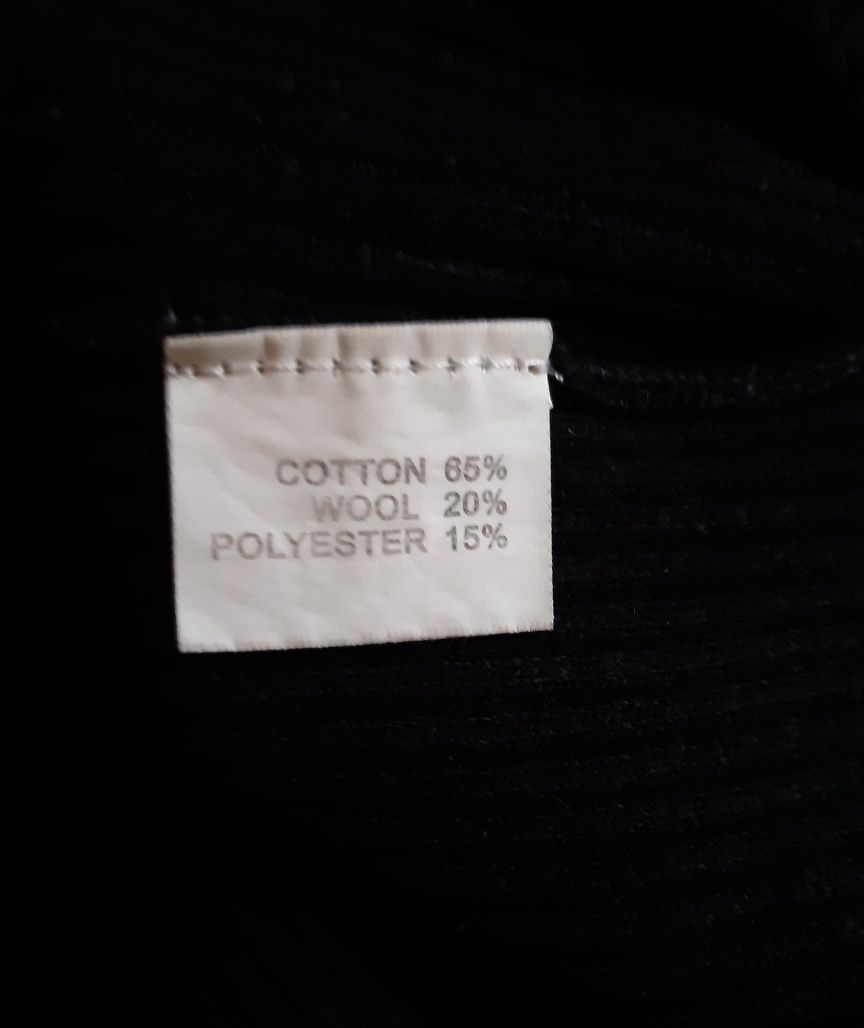 COTTON 65%
WOOL 20%
POLYESTER 15%